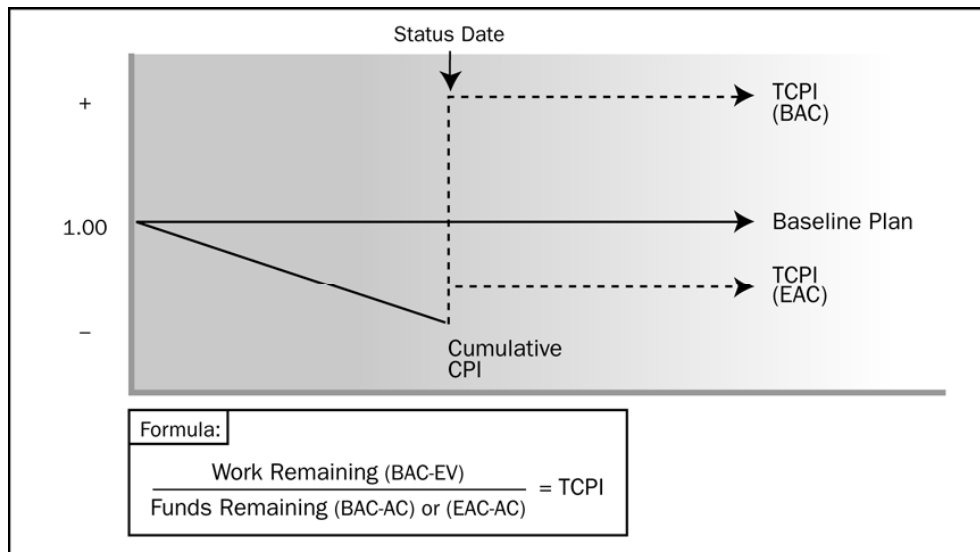 Status Date
+
TCPI
(BAC)
1.00
Baseline Plan
TCPI
(EAC)
–
Cumulative
CPI
Formula:
Work Remaining (BAC-EV)
= TCPI
Funds Remaining (BAC-AC) or (EAC-AC)